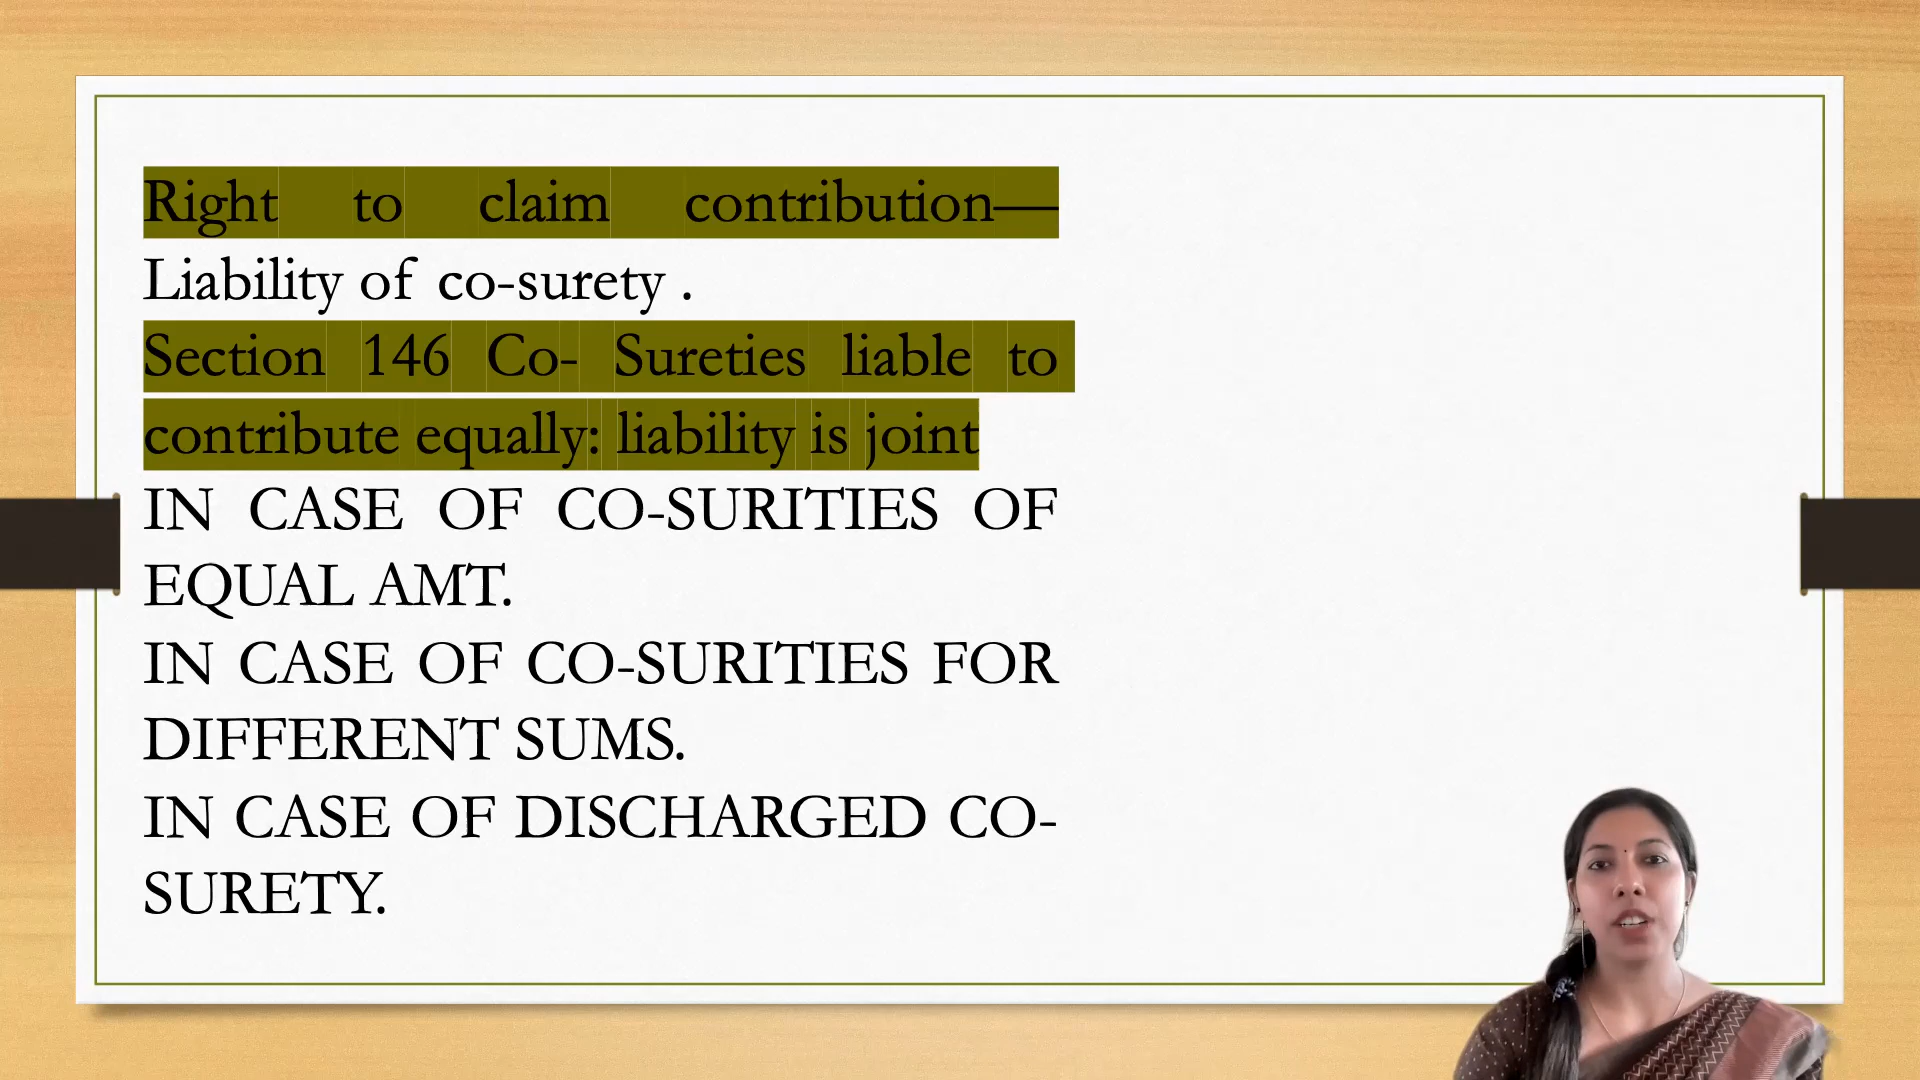 Right to claim contribution—
Liability of co-surety .
Section 146 Co- Sureties liable to
contribute equally: liability is joint
IN CASE OF CO-SURITIES OF
EQUAL AMT.
IN CASE OF CO-SURITIES FOR
DIFFERENT SUMS.
IN CASE OF DISCHARGED CO-
SURETY.